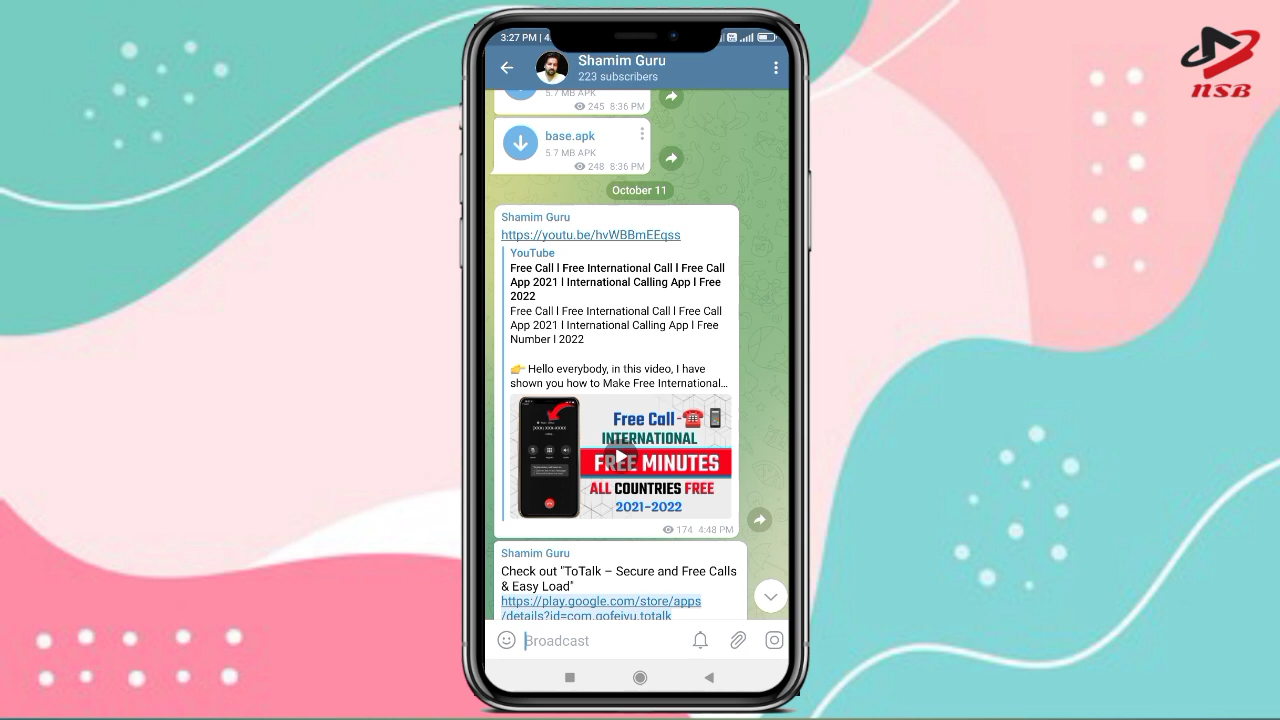 3:27 PM | 4.
Shamim Guru
223 subscribers
5.7 MB APK
245 8:36 PM
base.apk
5.7 MB APK
248 8:36 PM
October 11
Shamim Guru
https://youtu.be/hvWBBmEEqss
YouTube
Free Call l Free International Call l Free Call
App 2021 l International Calling App l Free
2022
Free Call l Free International Call l Free Call
App 2021 l International Calling App l Free
Number l 2022
👉 Hello everybody, in this video, I have
shown you how to Make Free International...
Free Call -
INTERNATIONAL
FREE MINUTES
ALL COUNTRIES FREE
2021-2022
174 4:48 PM
Shamim Guru
Check out "ToTalk – Secure and Free Calls
& Easy Load"
https://play.google.com/store/apps
/details?id=com.gofeiyu.totalk
Broadcast
NSB